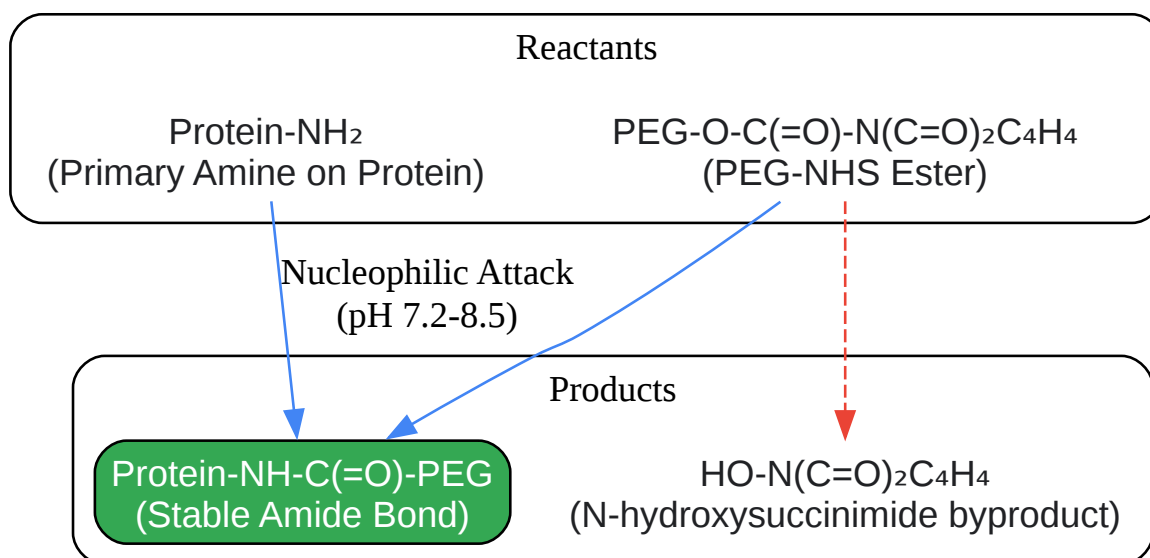 Reactants
Protein-NH₂
(Primary Amine on Protein)
PEG-O-C(=O)-N(C=O)₂C₄H₄
(PEG-NHS Ester)
Nucleophilic Attack
(pH 7.2-8.5)
Products
Protein-NH-C(=O)-PEG
(Stable Amide Bond)
HO-N(C=O)₂C₄H₄
(N-hydroxysuccinimide byproduct)